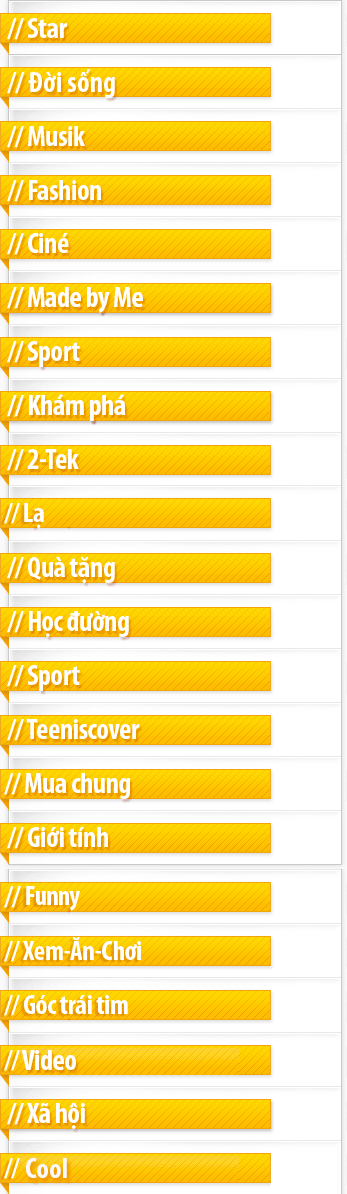 // Star
// Đời sống
// Musik
// Fashion
// Ciné
// Made by Me
// Sport
// Khám phá
// 2-Tek
// Lạ
// Quà tặng
// Học đường
// Sport
// Teeniscover
// Mua chung
// Giới tính
// Funny
// Xem-Ăn-Chơi
// Góc trái tim
// Video
// Xã hội
// Cool